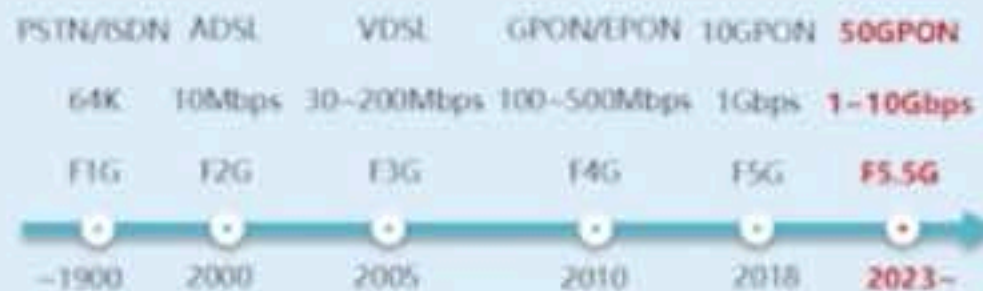 PSTN/ISDN ADSL VDSL GPON/EPON 10GPON 50GPON
64K 10Mbps 30~200Mbps 100~500Mbps 1Gbps 1~10Gbps
F1G F2G F3G F4G F5G F5.5G
~1900 2000 2005 2010 2018 2023~